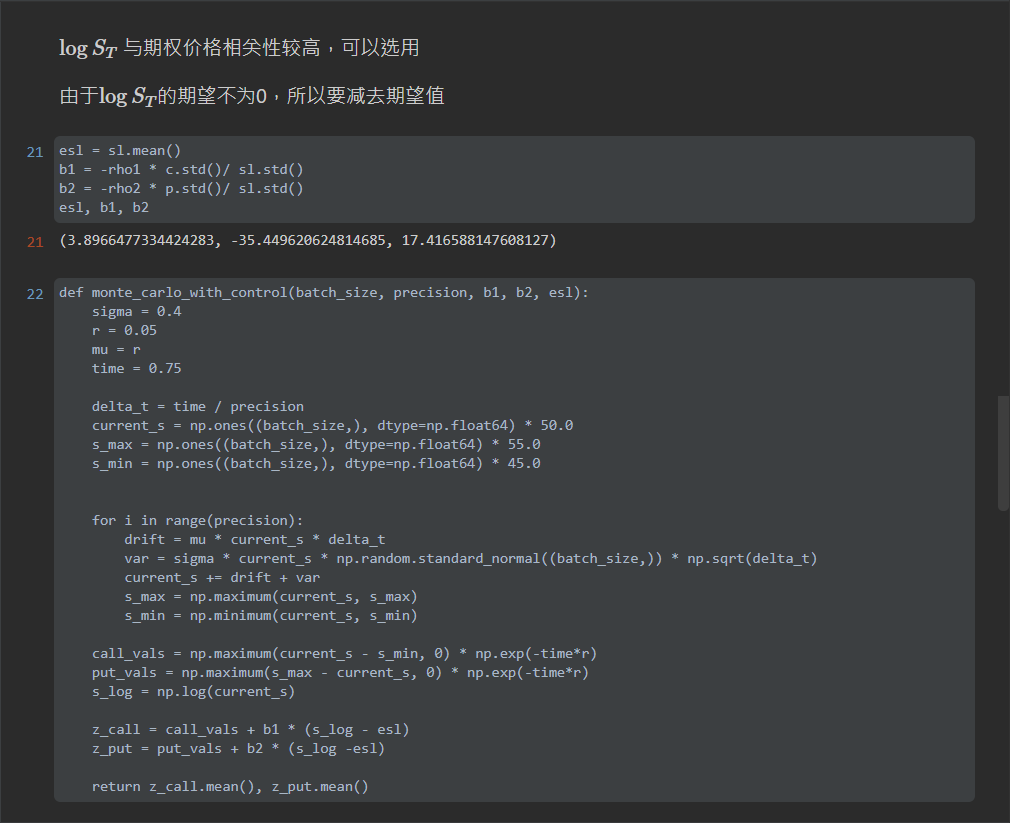 log S_T 与期权价格相关性较高，可以选用
由于log S_T的期望不为0，所以要减去期望值
21
esl = sl.mean()
b1 = -rho1 * c.std()/ sl.std()
b2 = -rho2 * p.std()/ sl.std()
esl, b1, b2
21
(3.8966477334424283, -35.449620624814685, 17.416588147608127)
22
def monte_carlo_with_control(batch_size, precision, b1, b2, esl):
    sigma = 0.4
    r = 0.05
    mu = r
    time = 0.75
    delta_t = time / precision
    current_s = np.ones((batch_size,), dtype=np.float64) * 50.0
    s_max = np.ones((batch_size,), dtype=np.float64) * 55.0
    s_min = np.ones((batch_size,), dtype=np.float64) * 45.0
    for i in range(precision):
        drift = mu * current_s * delta_t
        var = sigma * current_s * np.random.standard_normal((batch_size,)) * np.sqrt(delta_t)
        current_s += drift + var
        s_max = np.maximum(current_s, s_max)
        s_min = np.minimum(current_s, s_min)
    call_vals = np.maximum(current_s - s_min, 0) * np.exp(-time*r)
    put_vals = np.maximum(s_max - current_s, 0) * np.exp(-time*r)
    s_log = np.log(current_s)
    z_call = call_vals + b1 * (s_log - esl)
    z_put = put_vals + b2 * (s_log -esl)
    return z_call.mean(), z_put.mean()